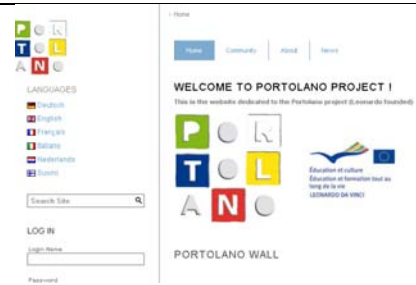 P O R
T O L
A N O
LANGUAGES
Deutsch
English
Français
Italiano
Nederlands
Suomi
Search Site
LOG IN
Login Name
Password
› Home
Home Community About News
WELCOME TO PORTOLANO PROJECT !
This is the website dedicated to the Portolano project (Leonardo founded)
P O R
T O L
A N O
Éducation et culture
Éducation et formation tout au
long de la vie
LEONARDO DA VINCI
PORTOLANO WALL